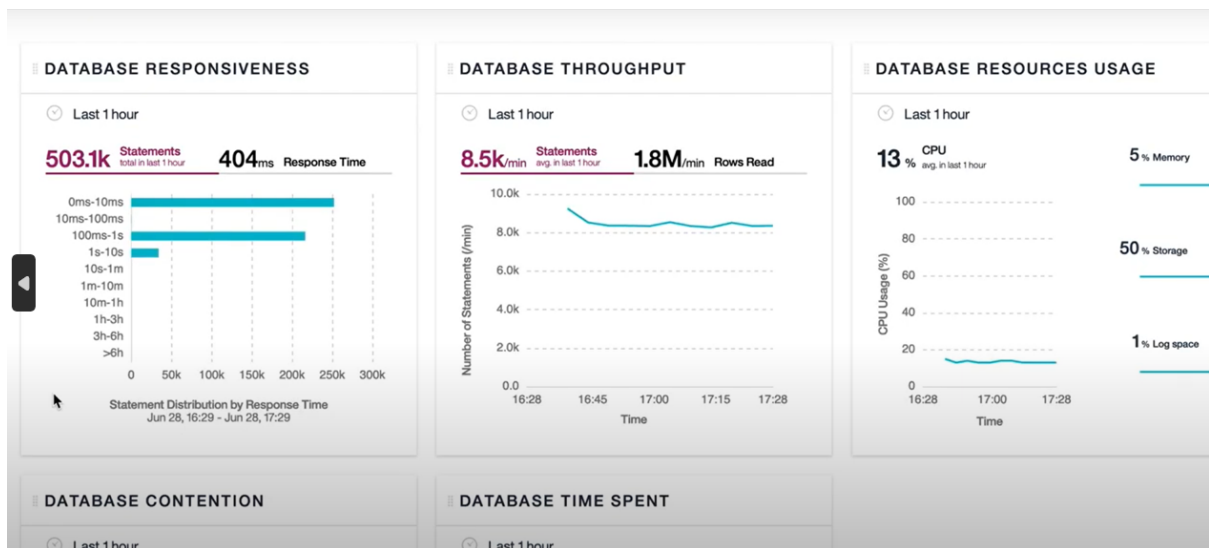 DATABASE RESPONSIVENESS
Last 1 hour
503.1k Statements total in last 1 hour 404ms Response Time
0ms-10ms
10ms-100ms
100ms-1s
1s-10s
10s-1m
1m-10m
10m-1h
1h-3h
3h-6h
>6h
0 50k 100k 150k 200k 250k 300k
Statement Distribution by Response Time
Jun 28, 16:29 - Jun 28, 17:29
DATABASE THROUGHPUT
Last 1 hour
8.5k/min Statements avg. in last 1 hour 1.8M/min Rows Read
Number of Statements (/min)
10.0k
8.0k
6.0k
4.0k
2.0k
0.0
16:28 16:45 17:00 17:15 17:28
Time
DATABASE RESOURCES USAGE
Last 1 hour
13 % CPU avg. in last 1 hour
CPU Usage (%)
100
80
60
40
20
0
16:28 17:00 17:28
Time
5 % Memory
50 % Storage
1 % Log space
DATABASE CONTENTION
Last 1 hour
DATABASE TIME SPENT
Last 1 hour